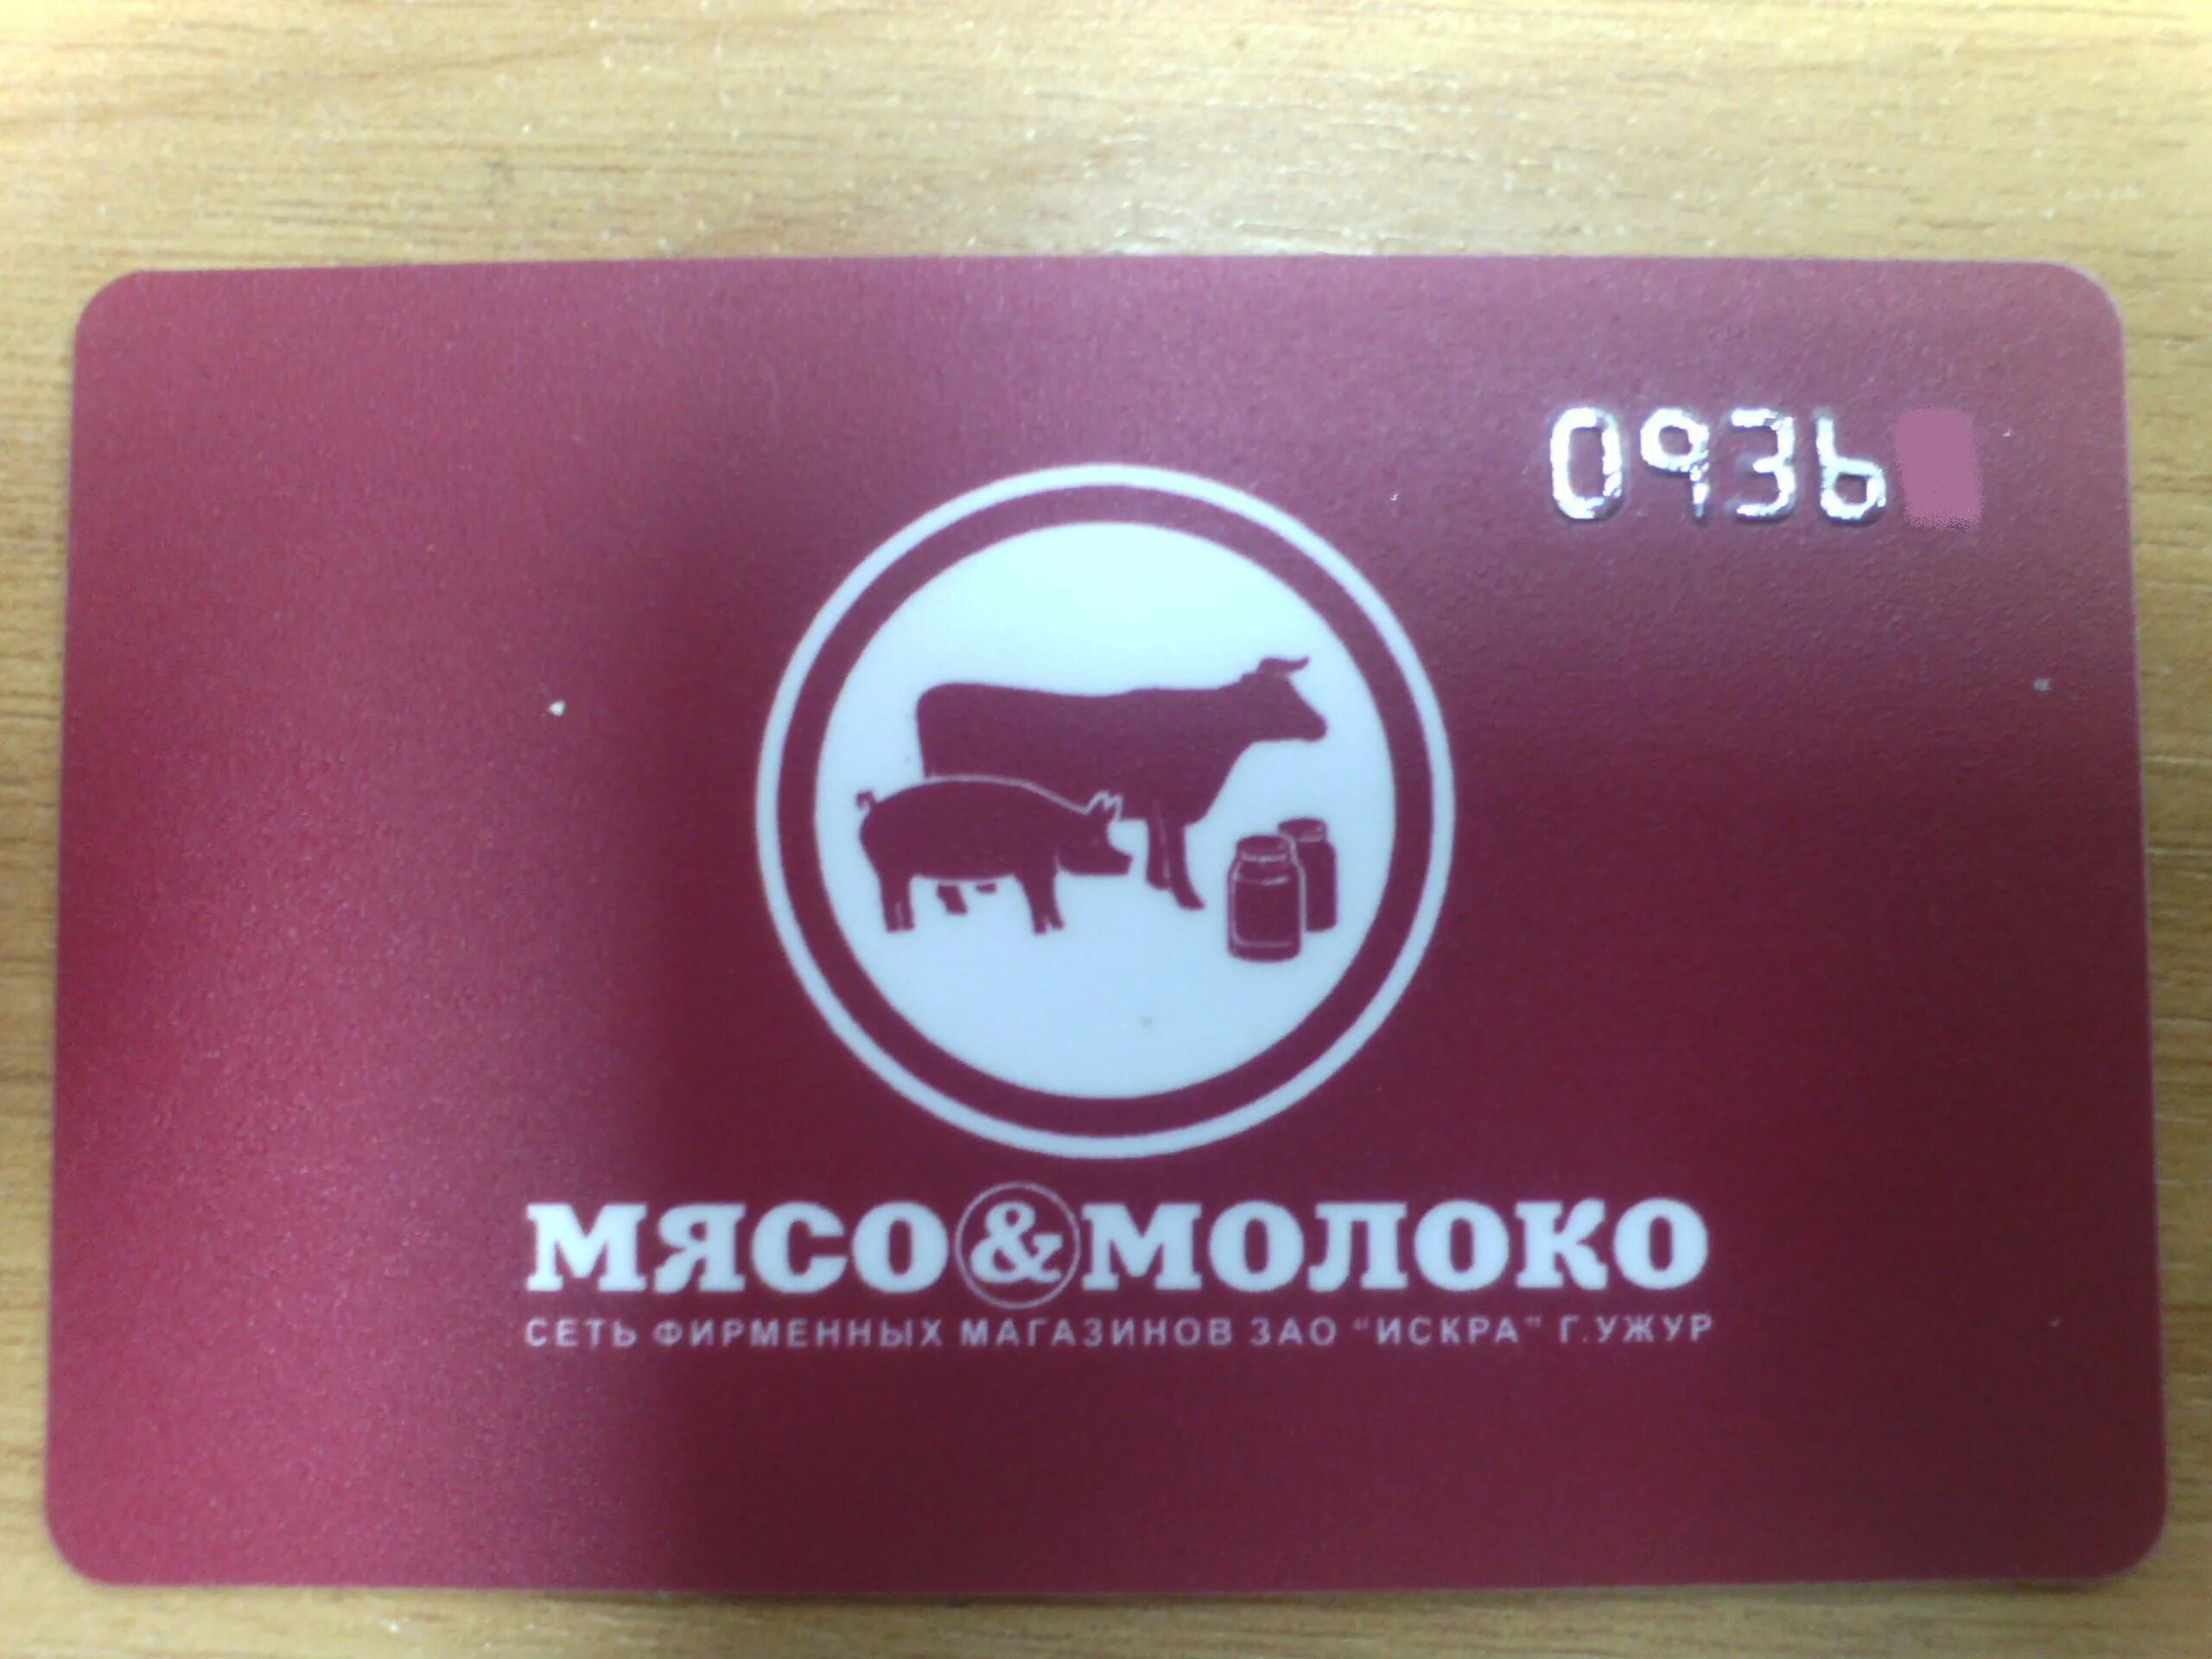 0936
МЯСО&МОЛОКО
СЕТЬ ФИРМЕННЫХ МАГАЗИНОВ ЗАО "ИСКРА" Г.УЖУР